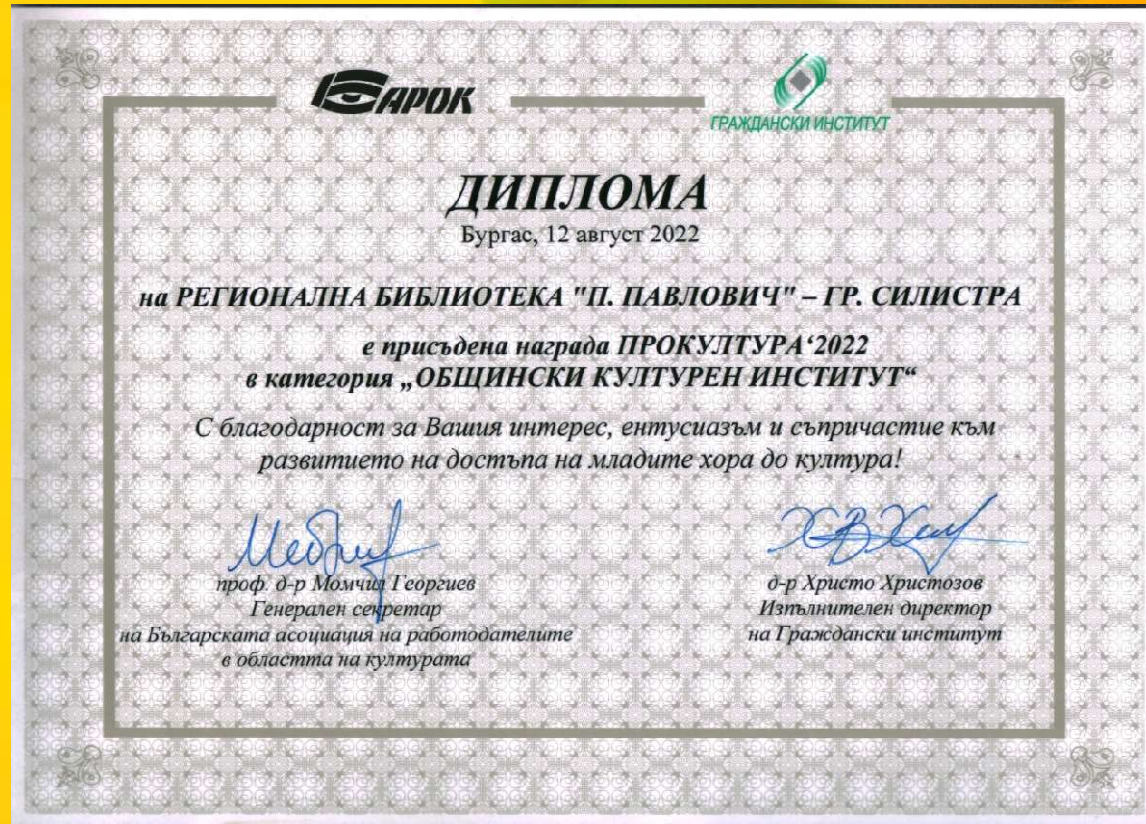 БАРОК
ГРАЖДАНСКИ ИНСТИТУТ
ДИПЛОМА
Бургас, 12 август 2022
на РЕГИОНАЛНА БИБЛИОТЕКА "П. ПАВЛОВИЧ" – ГР. СИЛИСТРА
е присъдена награда ПРОКУЛТУРА‘2022
в категория „ОБЩИНСКИ КУЛТУРЕН ИНСТИТУТ“
С благодарност за Вашия интерес, ентусиазъм и съпричастие към
развитието на достъпа на младите хора до култура!
проф. д-р Момчил Георгиев
Генерален секретар
на Българската асоциация на работодателите
в областта на културата
д-р Христо Христозов
Изпълнителен директор
на Граждански институт